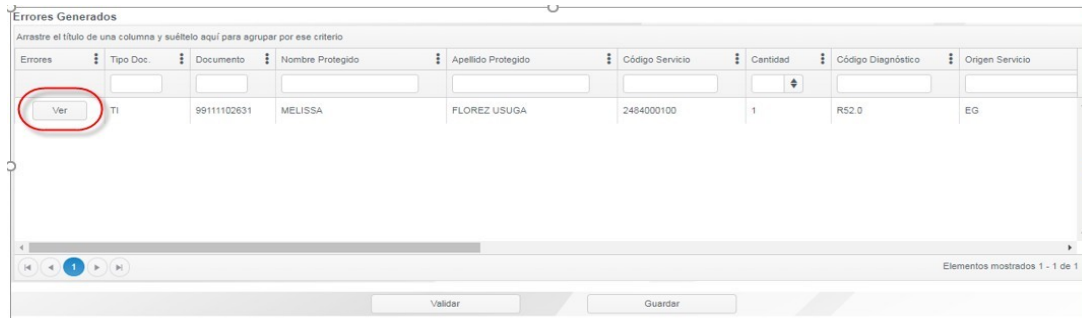 Errores Generados
Arrastre el título de una columna y suéltelo aquí para agrupar por ese criterio
Errores Tipo Doc. Documento Nombre Protegido Apellido Protegido Código Servicio Cantidad Código Diagnóstico Origen Servicio
Ver TI 99111102631 MELISSA FLOREZ USUGA 2484000100 1 R52.0 EG
1 Elementos mostrados 1 - 1 de 1
Validar Guardar